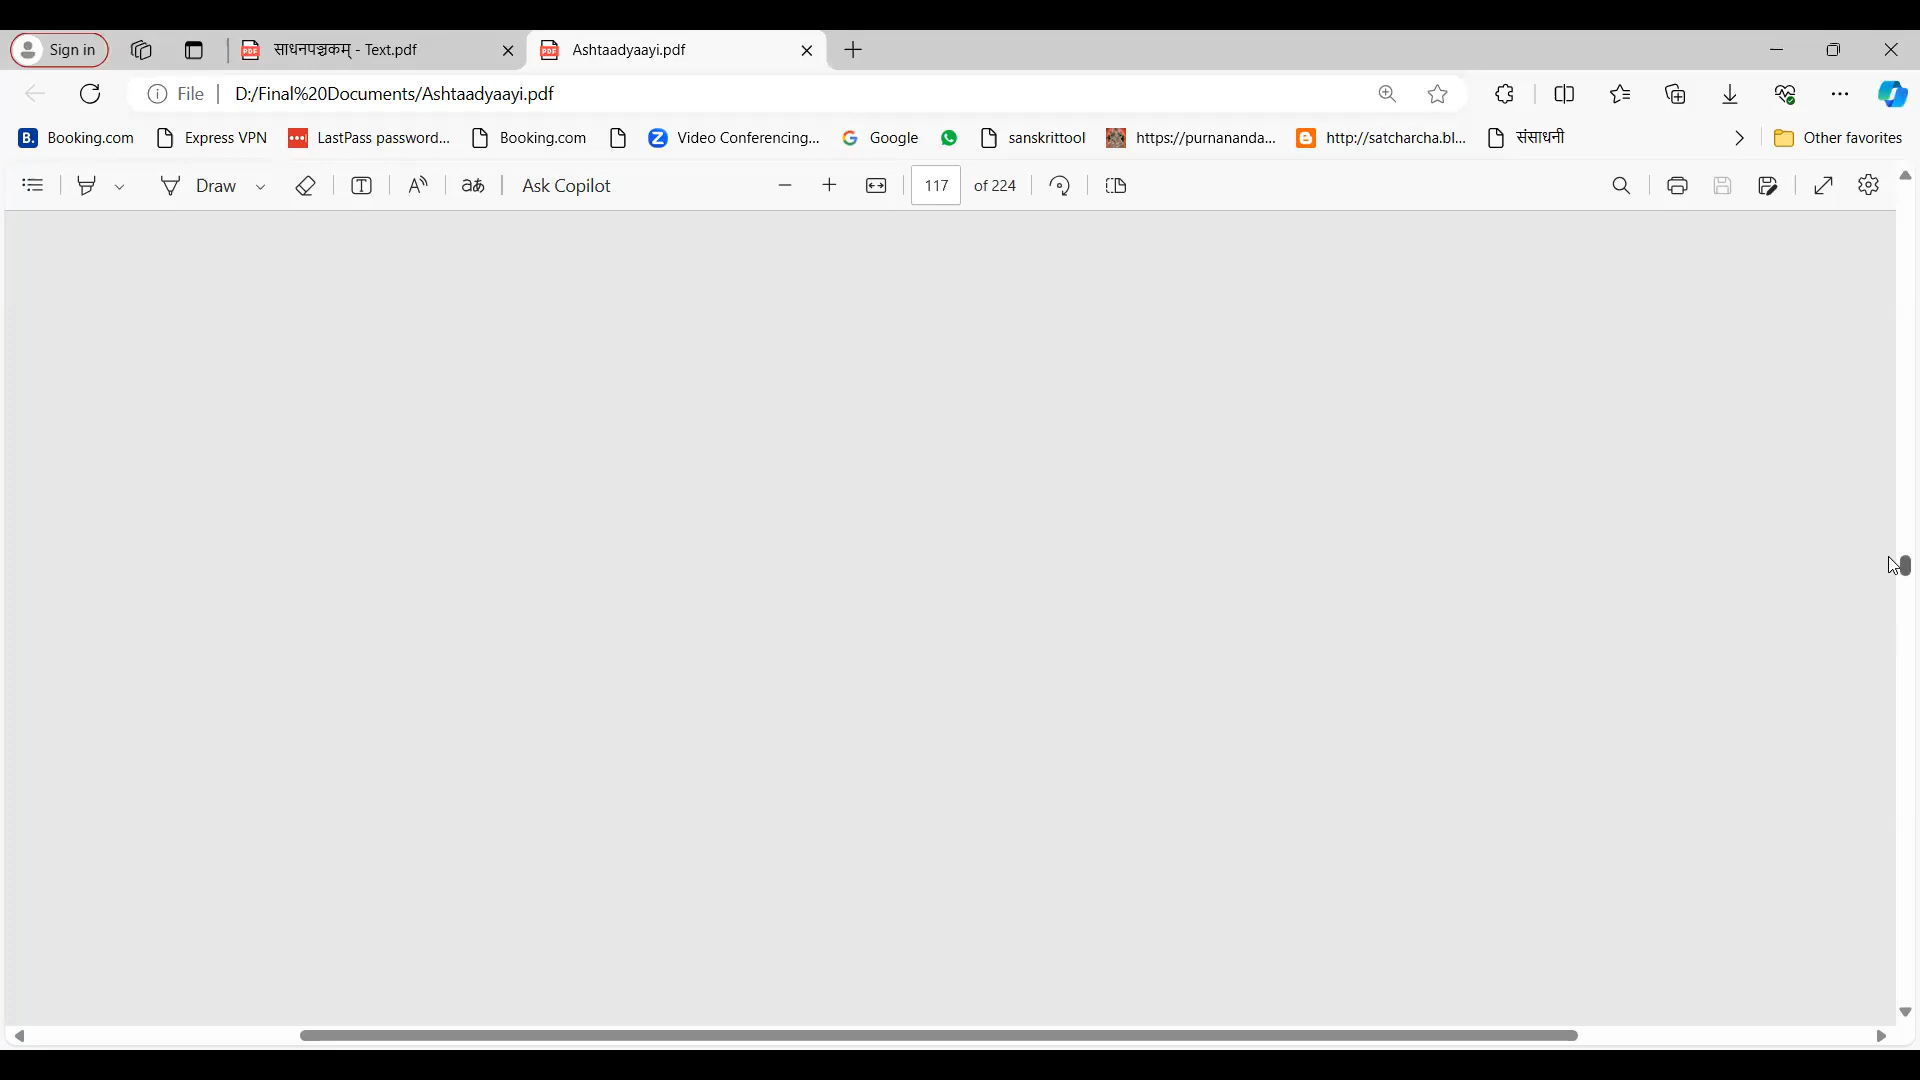 Sign in साधनपञ्चकम् - Text.pdf Ashtaadyaayi.pdf
File D:/Final%20Documents/Ashtaadyaayi.pdf
B. Booking.com Express VPN LastPass password... Booking.com Z Video Conferencing... Google sanskrittool https://purnananda... http://satcharcha.bl... संसाधनी Other favorites
Draw T aあ Ask Copilot 117 of 224